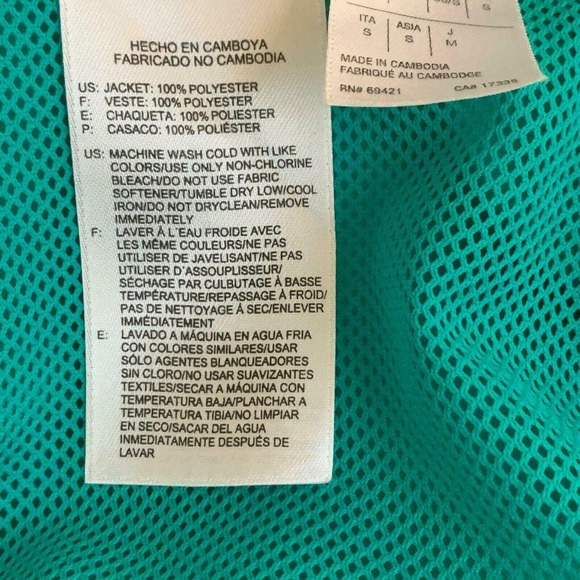 HECHO EN CAMBOYA
FABRICADO NO CAMBODIA
US: JACKET: 100% POLYESTER
F: VESTE: 100% POLYESTER
E: CHAQUETA: 100% POLIÉSTER
P: CASACO: 100% POLIÉSTER
US: MACHINE WASH COLD WITH LIKE
COLORS/USE ONLY NON-CHLORINE
BLEACH/DO NOT USE FABRIC
SOFTENER/TUMBLE DRY LOW/COOL
IRON/DO NOT DRYCLEAN/REMOVE
IMMEDIATELY
F: LAVER À L'EAU FROIDE AVEC
LES MÊME COULEURS/NE PAS
UTILISER DE JAVELISANT/NE PAS
UTILISER D'ASSOUPLISSEUR/
SÉCHAGE PAR CULBUTAGE À BASSE
TEMPÉRATURE/REPASSAGE À FROID/
PAS DE NETTOYAGE À SEC/ENLEVER
IMMÉDIATEMENT
E: LAVADO A MÁQUINA EN AGUA FRIA
CON COLORES SIMILARES/USAR
SÓLO AGENTES BLANQUEADORES
SIN CLORO/NO USAR SUAVIZANTES
TEXTILES/SECAR A MÁQUINA CON
TEMPERATURA BAJA/PLANCHAR A
TEMPERATURA TIBIA/NO LIMPIAR
EN SECO/SACAR DEL AGUA
INMEDIATAMENTE DESPUÉS DE
LAVAR
S
ITA ASIA J
S S M
MADE IN CAMBODIA
FABRIQUÉ AU CAMBODGE
RN# 69421 CA# 17335